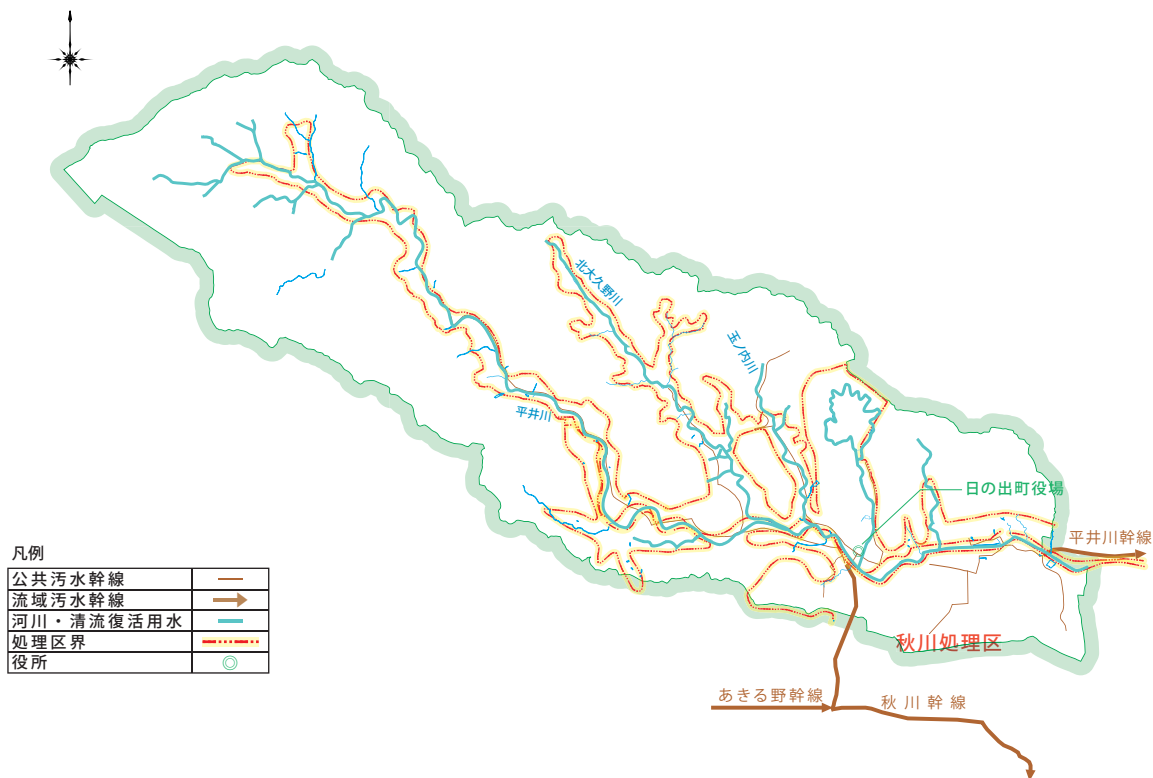 北大久野川
玉ノ内川
平井川
日の出町役場
平井川幹線
凡例
公共汚水幹線
流域汚水幹線
河川・清流復活用水
処理区界
役所
秋川処理区
あきる野幹線
秋川幹線